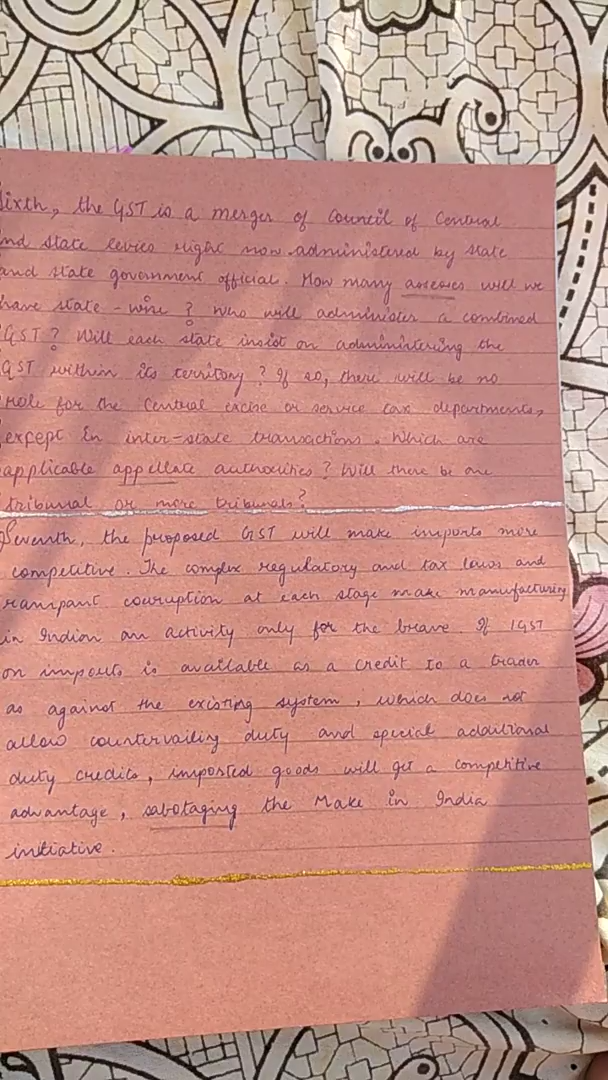 ixth, the GST is a merger of Council of Central
nd State levies right now administered by state
and state government official. How many assesses will we
have state - wise ? Who will administer a combined
GST ? Will each state insist on administering the
GST within its territory ? If so, there will be no
role for the Central excise or service tax departments,
except in inter-state transactions. Which are
applicable appellate authorities ? Will there be one
tribunal or more tribunals?
Seventh, the proposed GST will make imports more
competitive. The complex regulatory and tax laws and
rampant corruption at each stage make manufacturing
in Indian an activity only for the brave. If IGST
on imports is available as a credit to a trader
as against the existing system, which does not
allow countervailing duty and special additional
duty credits, imported goods will get a competitive
advantage, sabotaging the Make in India
initiative.